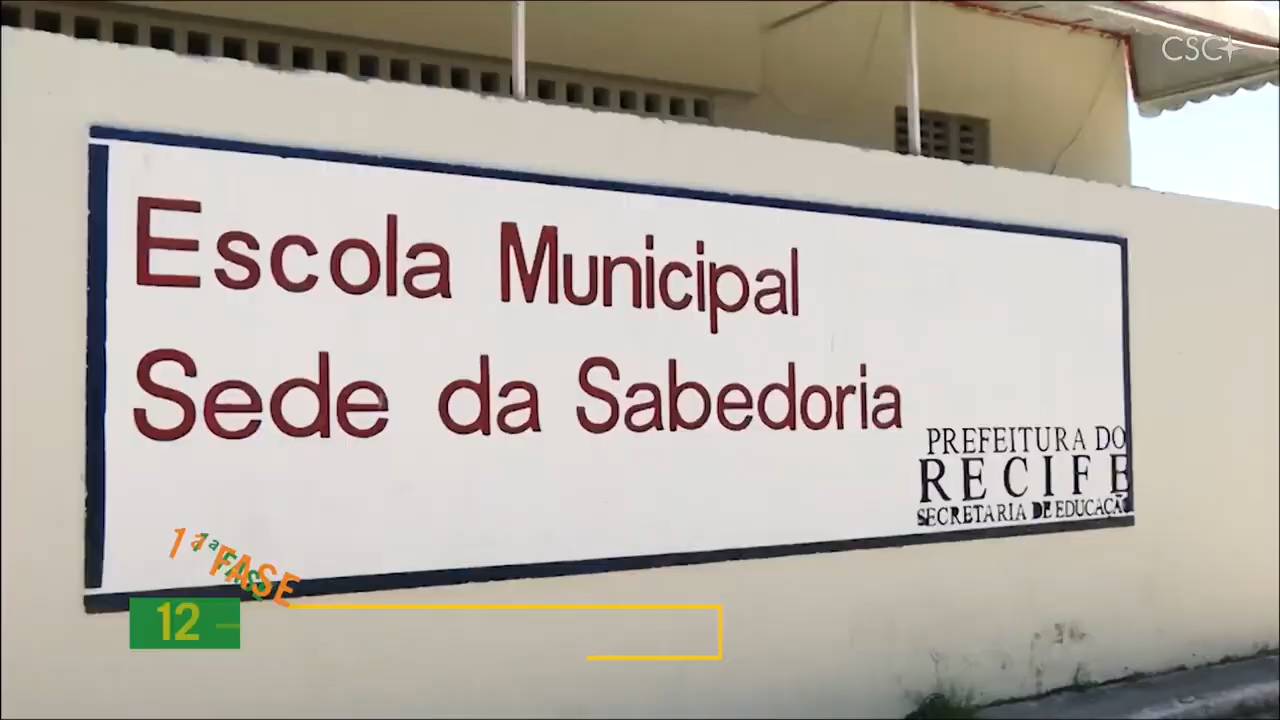 CSC
Escola Municipal
Sede da Sabedoria
PREFEITURA DO
RECIFE
SECRETARIA DE EDUCAÇÃO
1ª FASE
12